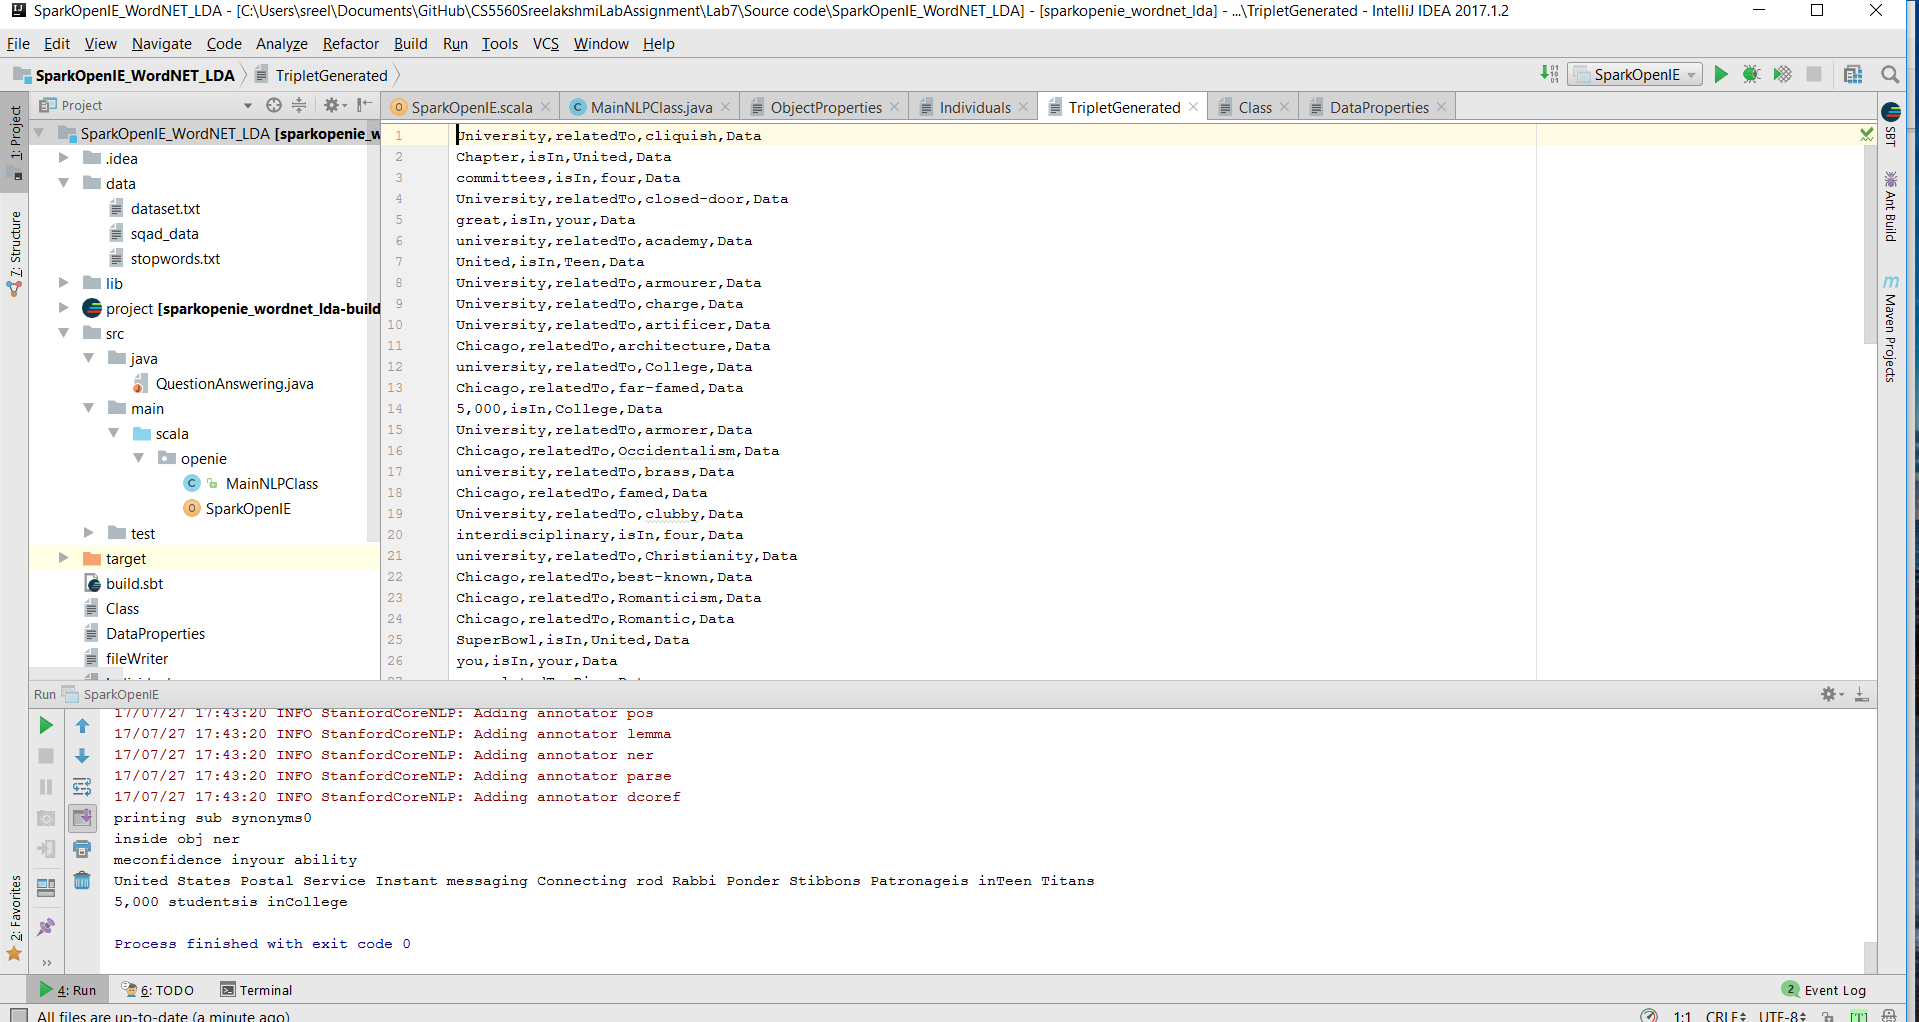 SparkOpenIE_WordNET_LDA - [C:\Users\sreel\Documents\GitHub\CS5560SreelakshmiLabAssignment\Lab7\Source code\SparkOpenIE_WordNET_LDA] - [sparkopenie_wordnet_lda] - ...\TripletGenerated - IntelliJ IDEA 2017.1.2
File Edit View Navigate Code Analyze Refactor Build Run Tools VCS Window Help
SparkOpenIE_WordNET_LDA TripletGenerated SparkOpenIE
Project SparkOpenIE.scala MainNLPClass.java ObjectProperties Individuals TripletGenerated Class DataProperties
1: Project
7: Structure
2: Favorites
SparkOpenIE_WordNET_LDA [sparkopenie_w
.idea
data
dataset.txt
sqad_data
stopwords.txt
lib
project [sparkopenie_wordnet_lda-build
src
java
QuestionAnswering.java
main
scala
openie
MainNLPClass
SparkOpenIE
test
target
build.sbt
Class
DataProperties
fileWriter
1 University,relatedTo,cliquish,Data
2 Chapter,isIn,United,Data
3 committees,isIn,four,Data
4 University,relatedTo,closed-door,Data
5 great,isIn,your,Data
6 university,relatedTo,academy,Data
7 United,isIn,Teen,Data
8 University,relatedTo,armourer,Data
9 University,relatedTo,charge,Data
10 University,relatedTo,artificer,Data
11 Chicago,relatedTo,architecture,Data
12 university,relatedTo,College,Data
13 Chicago,relatedTo,far-famed,Data
14 5,000,isIn,College,Data
15 University,relatedTo,armorer,Data
16 Chicago,relatedTo,Occidentalism,Data
17 university,relatedTo,brass,Data
18 Chicago,relatedTo,famed,Data
19 University,relatedTo,clubby,Data
20 interdisciplinary,isIn,four,Data
21 university,relatedTo,Christianity,Data
22 Chicago,relatedTo,best-known,Data
23 Chicago,relatedTo,Romanticism,Data
24 Chicago,relatedTo,Romantic,Data
25 SuperBowl,isIn,United,Data
26 you,isIn,your,Data
SBT
Ant Build
Maven Projects
Run SparkOpenIE
17/07/27 17:43:20 INFO StanfordCoreNLP: Adding annotator pos
17/07/27 17:43:20 INFO StanfordCoreNLP: Adding annotator lemma
17/07/27 17:43:20 INFO StanfordCoreNLP: Adding annotator ner
17/07/27 17:43:20 INFO StanfordCoreNLP: Adding annotator parse
17/07/27 17:43:20 INFO StanfordCoreNLP: Adding annotator dcoref
printing sub synonyms0
inside obj ner
meconfidence inyour ability
United States Postal Service Instant messaging Connecting rod Rabbi Ponder Stibbons Patronageis inTeen Titans
5,000 studentsis inCollege
Process finished with exit code 0
4: Run 6: TODO Terminal 2 Event Log
All files are up-to-date (a minute ago) 1:1 CRLF UTF-8 [T]